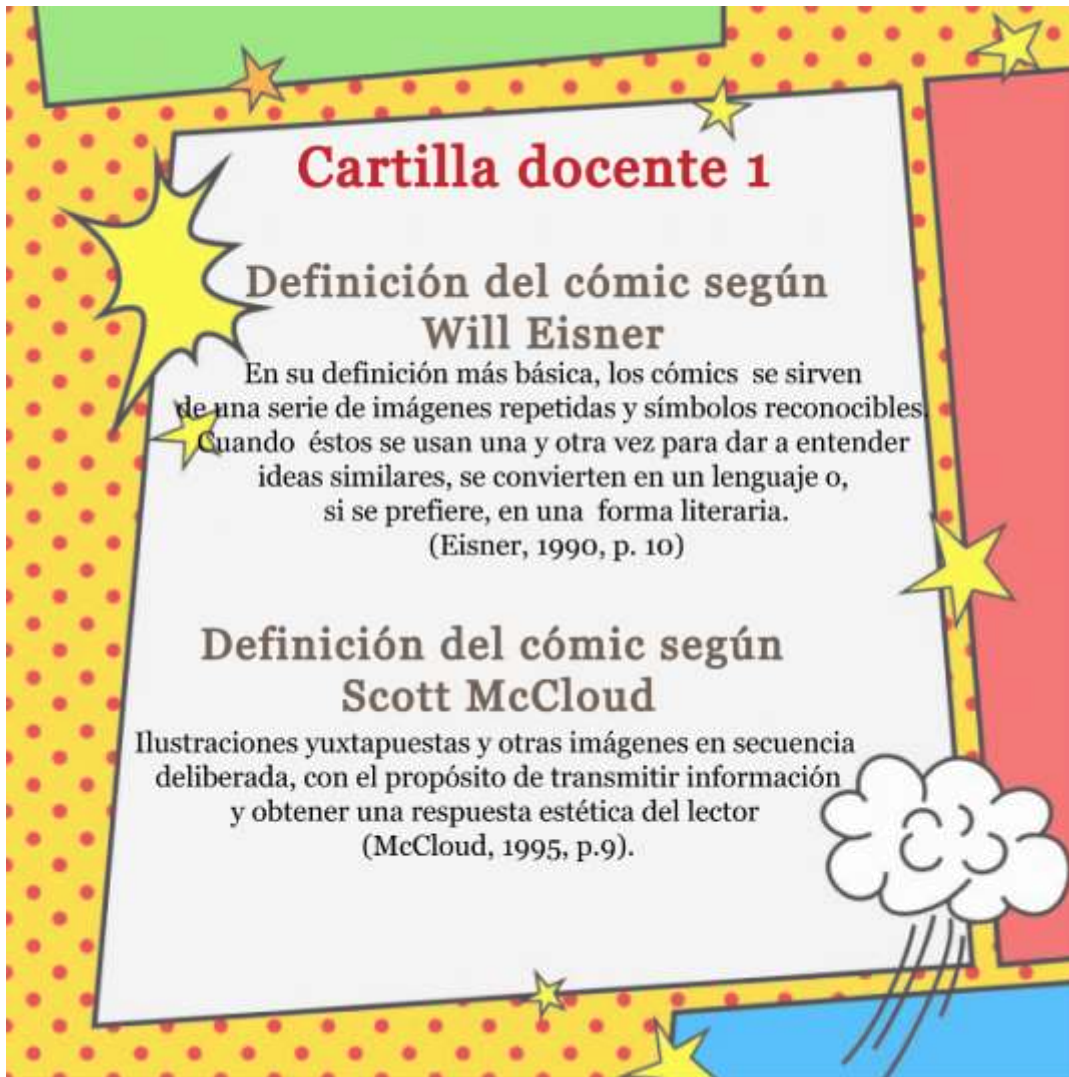 Cartilla docente 1
Definición del cómic según
Will Eisner
En su definición más básica, los cómics se sirven
de una serie de imágenes repetidas y símbolos reconocibles.
Cuando éstos se usan una y otra vez para dar a entender
ideas similares, se convierten en un lenguaje o,
si se prefiere, en una forma literaria.
(Eisner, 1990, p. 10)
Definición del cómic según
Scott McCloud
Ilustraciones yuxtapuestas y otras imágenes en secuencia
deliberada, con el propósito de transmitir información
y obtener una respuesta estética del lector
(McCloud, 1995, p.9).